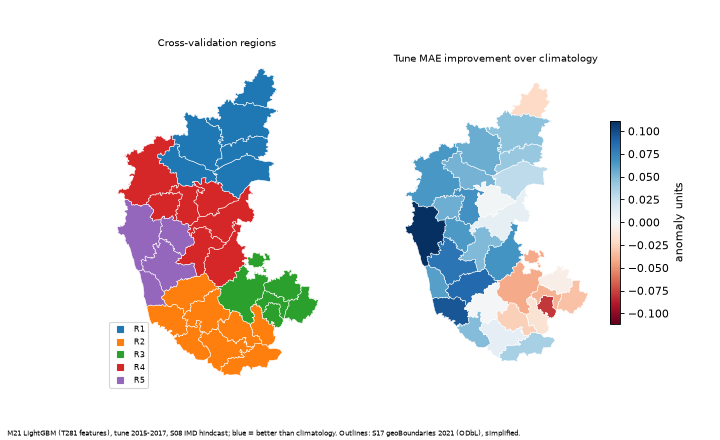 Cross-validation regions
Tune MAE improvement over climatology
0.100
0.075
0.050
0.025
0.000
−0.025
−0.050
−0.075
−0.100
anomaly units
R1
R2
R3
R4
R5
M21 LightGBM (T281 features), tune 2015-2017, S08 IMD hindcast; blue = better than climatology. Outlines: S17 geoBoundaries 2021 (ODbL), simplified.